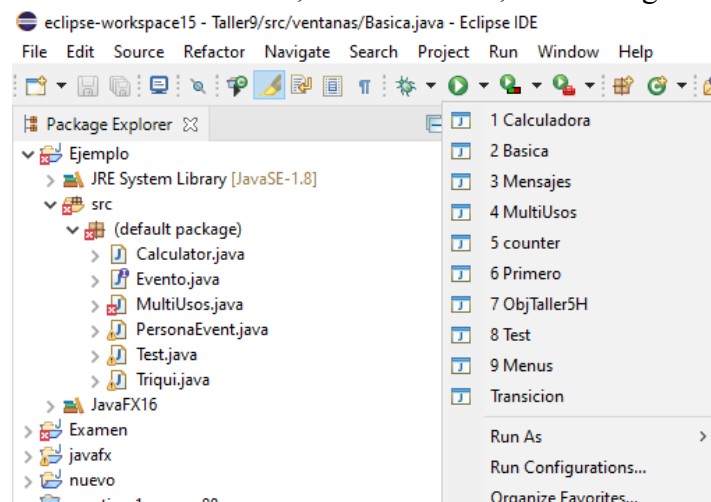 eclipse-workspace15 - Taller9/src/ventanas/Basica.java - Eclipse IDE
File Edit Source Refactor Navigate Search Project Run Window Help
Package Explorer
Ejemplo
JRE System Library [JavaSE-1.8]
src
(default package)
Calculator.java
Evento.java
MultiUsos.java
PersonaEvent.java
Test.java
Triqui.java
JavaFX16
Examen
javafx
nuevo
1 Calculadora
2 Basica
3 Mensajes
4 MultiUsos
5 counter
6 Primero
7 ObjTaller5H
8 Test
9 Menus
Transicion
Run As
Run Configurations...
Organize Favorites...